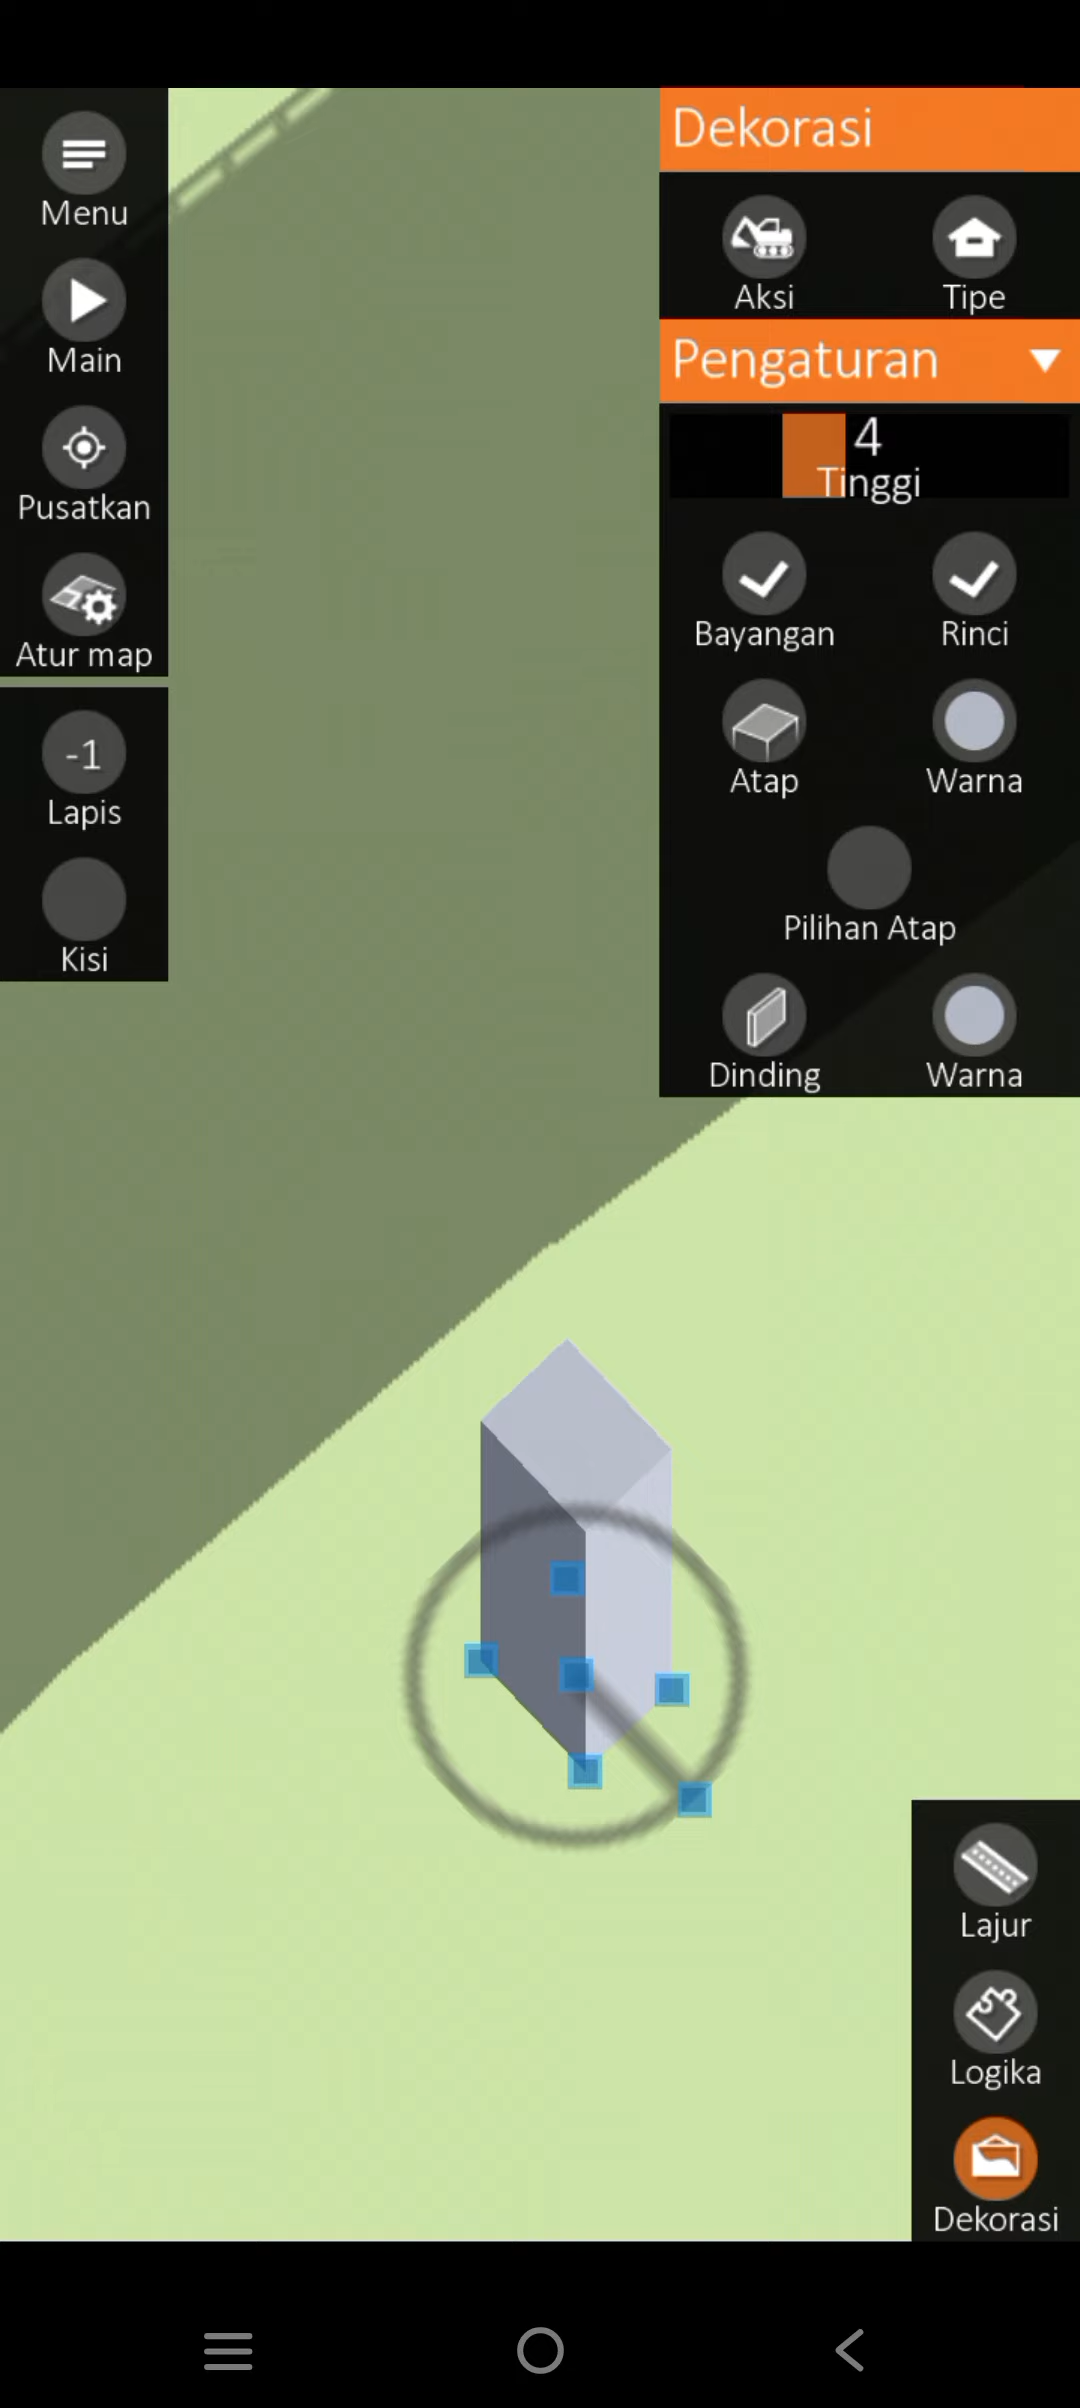 Menu
Main
Pusatkan
Atur map
-1
Lapis
Kisi
Dekorasi
Aksi Tipe
Pengaturan
4
Tinggi
Bayangan Rinci
Atap Warna
Pilihan Atap
Dinding Warna
Lajur
Logika
Dekorasi